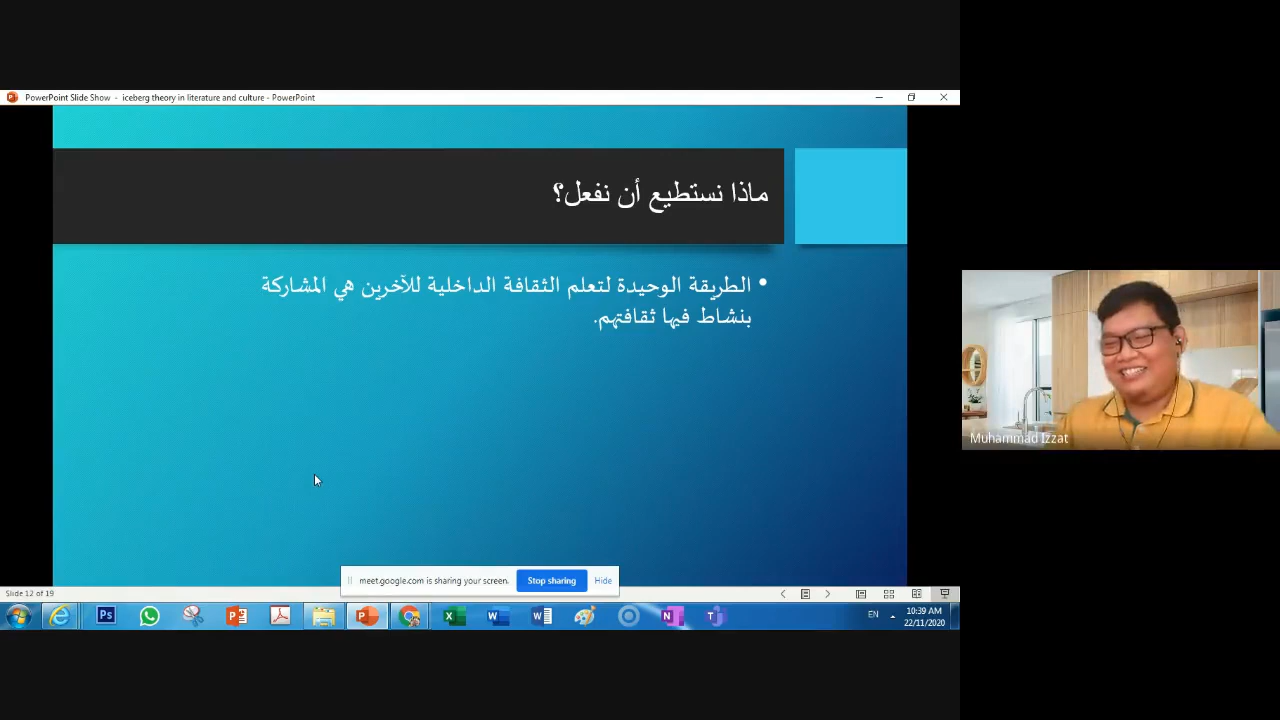 PowerPoint Slide Show - iceberg theory in literature and culture - PowerPoint
ماذا نستطيع أن نفعل؟
• الطريقة الوحيدة لتعلم الثقافة الداخلية للآخرين هي المشاركة
بنشاط فيها ثقافتهم.
Muhammad Izzat
meet.google.com is sharing your screen.
Stop sharing
Hide
Slide 12 of 19
Ps
EN
10:39 AM
22/11/2020